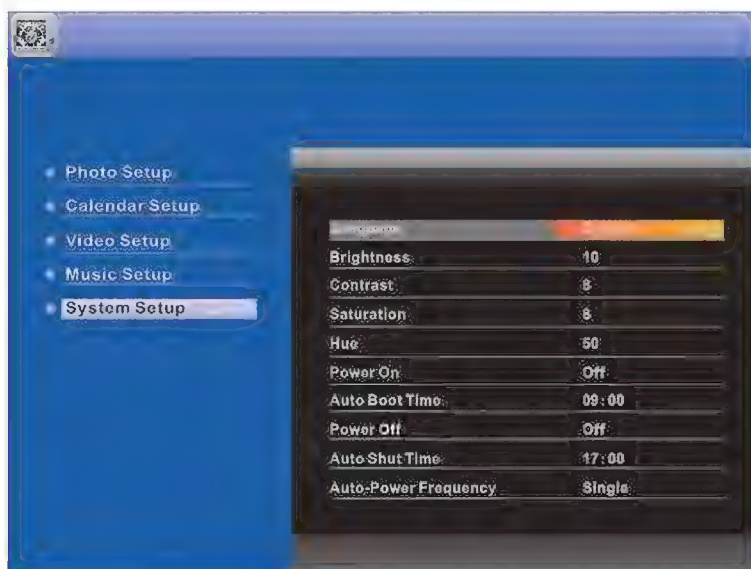 Photo Setup
Calendar Setup
Video Setup
Music Setup
System Setup
Brightness 10
Contrast 8
Saturation 8
Hue 50
Power On Off
Auto Boot Time 09:00
Power Off Off
Auto Shut Time 17:00
Auto-Power Frequency Single